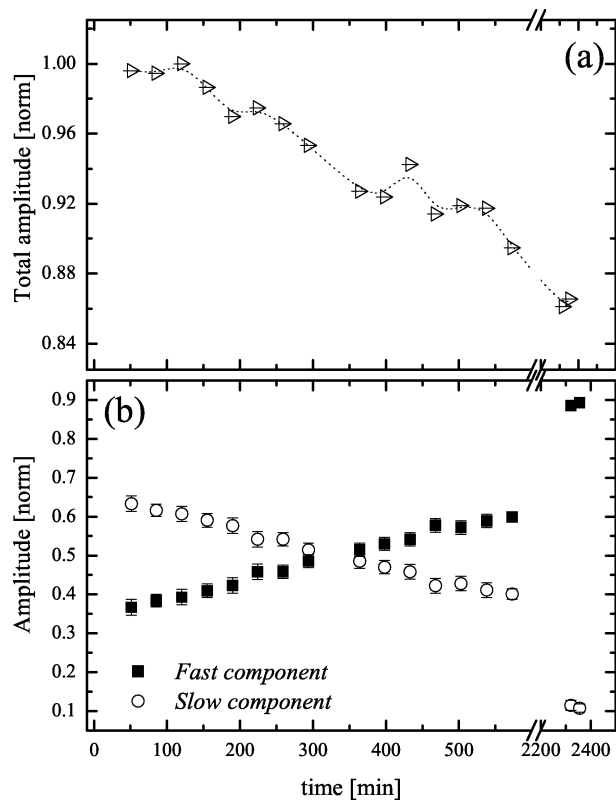 (a)
1.00
0.96
0.92
0.88
0.84
Total amplitude [norm]
(b)
0.9
0.8
0.7
0.6
0.5
0.4
0.3
0.2
0.1
Amplitude [norm]
Fast component
Slow component
0 100 200 300 400 500 2200 2400
time [min]